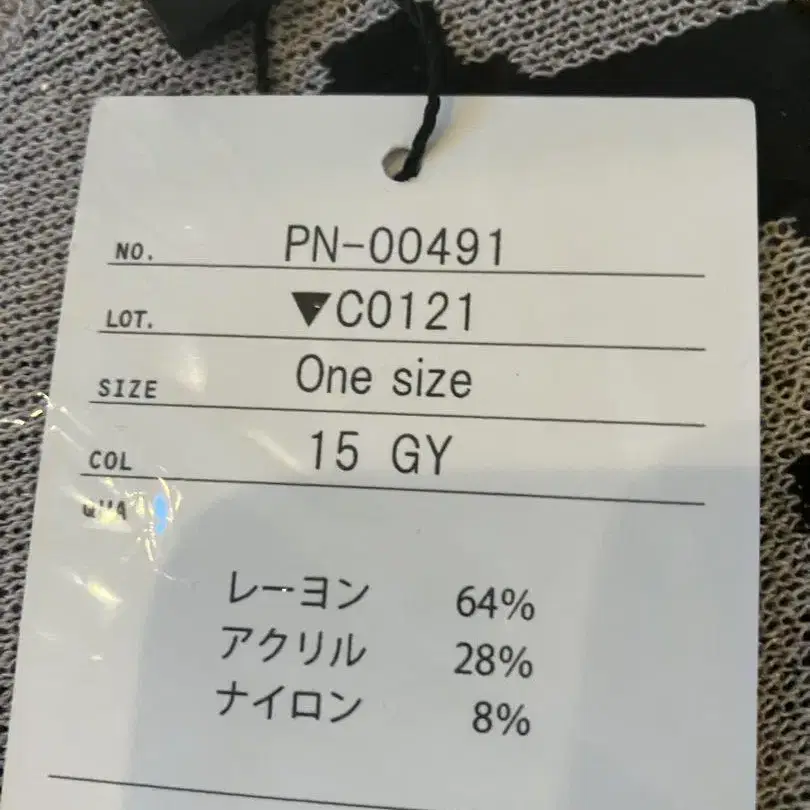 NO. PN-00491
LOT. ▼C0121
SIZE One size
COL 15 GY
QUA
レーヨン 64%
アクリル 28%
ナイロン 8%